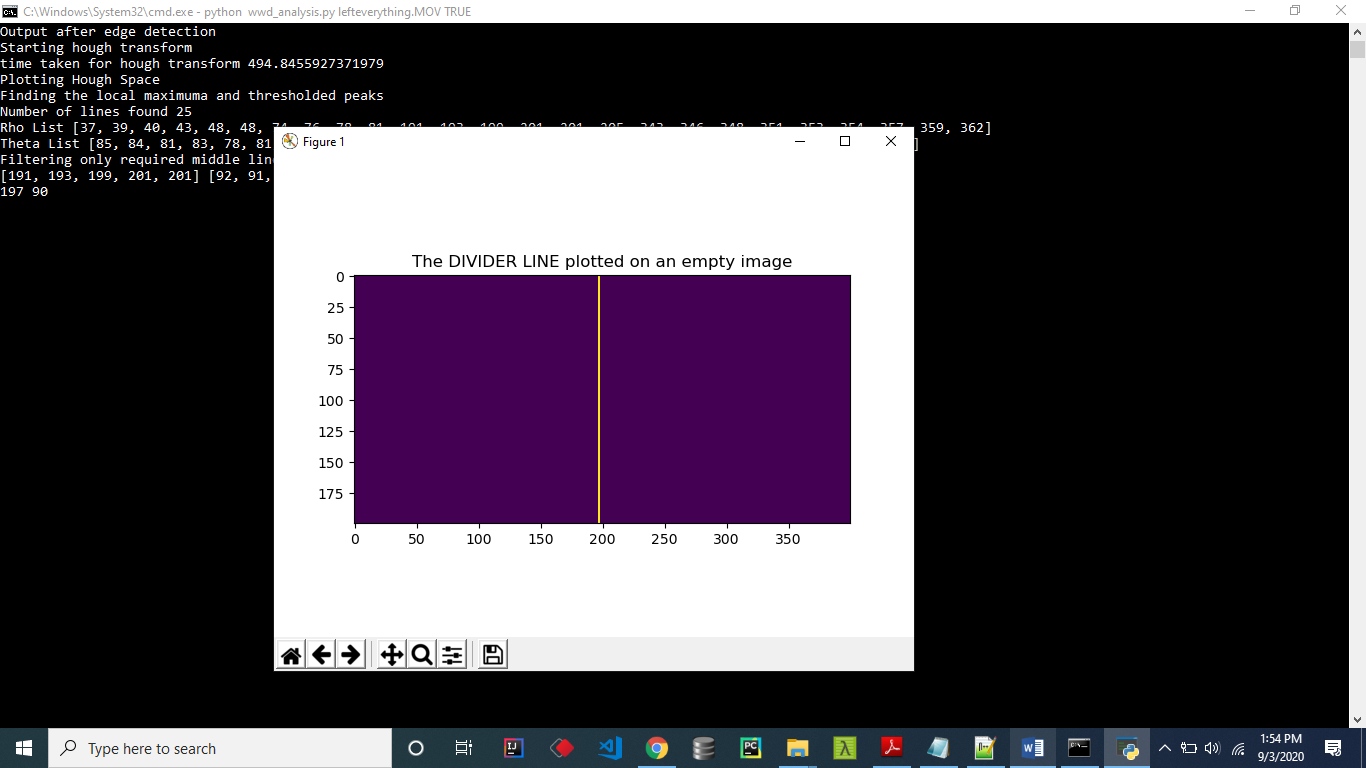 C:\Windows\System32\cmd.exe - python wwd_analysis.py lefteverything.MOV TRUE
Output after edge detection
Starting hough transform
time taken for hough transform 494.8455927371979
Plotting Hough Space
Finding the local maximuma and thresholded peaks
Number of lines found 25
Rho List [37, 39, 40, 43, 48, 48, 359, 362]
Theta List [85, 84, 81, 83, 78, 81 ]
Filtering only required middle
[191, 193, 199, 201, 201] [92, 91,
197 90
Figure 1
The DIVIDER LINE plotted on an empty image
0
25
50
75
100
125
150
175
0 50 100 150 200 250 300 350
Type here to search
1:54 PM
9/3/2020